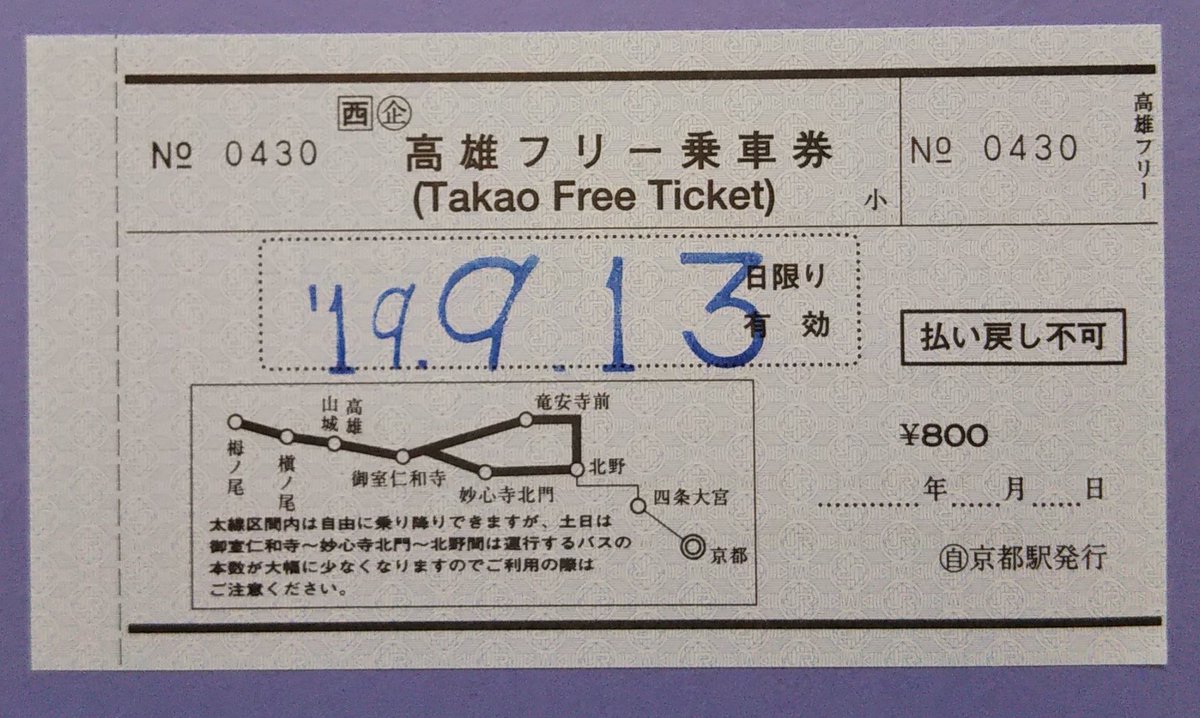 西 企
№ 0430
高雄フリー乗車券
(Takao Free Ticket)
小
№ 0430
高雄フリー
'19.9.13
日限り
有 効
払い戻し不可
¥800
年 月 日
自京都駅発行
栂ノ尾
槇ノ尾
山城
高雄
御室仁和寺
竜安寺前
妙心寺北門
北野
四条大宮
京都
太線区間内は自由に乗り降りできますが、土日は
御室仁和寺〜妙心寺北門〜北野間は運行するバスの
本数が大幅に少なくなりますのでご利用の際は
ご注意ください。